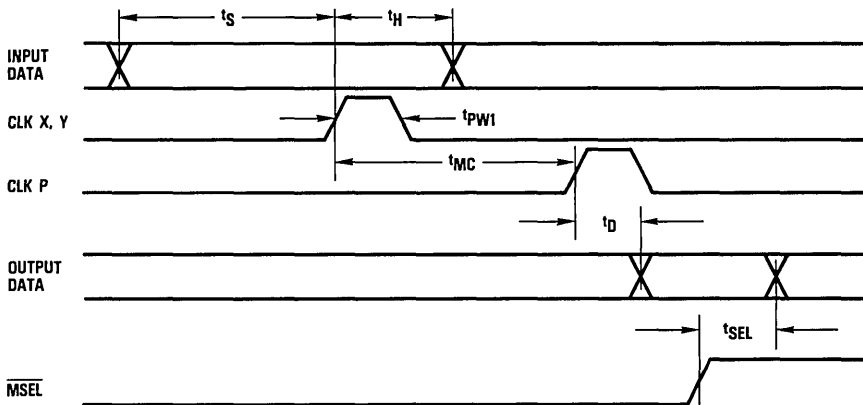 tS
tH
INPUT
DATA
CLK X, Y
tPW1
tMC
CLK P
tD
OUTPUT
DATA
tSEL
MSEL